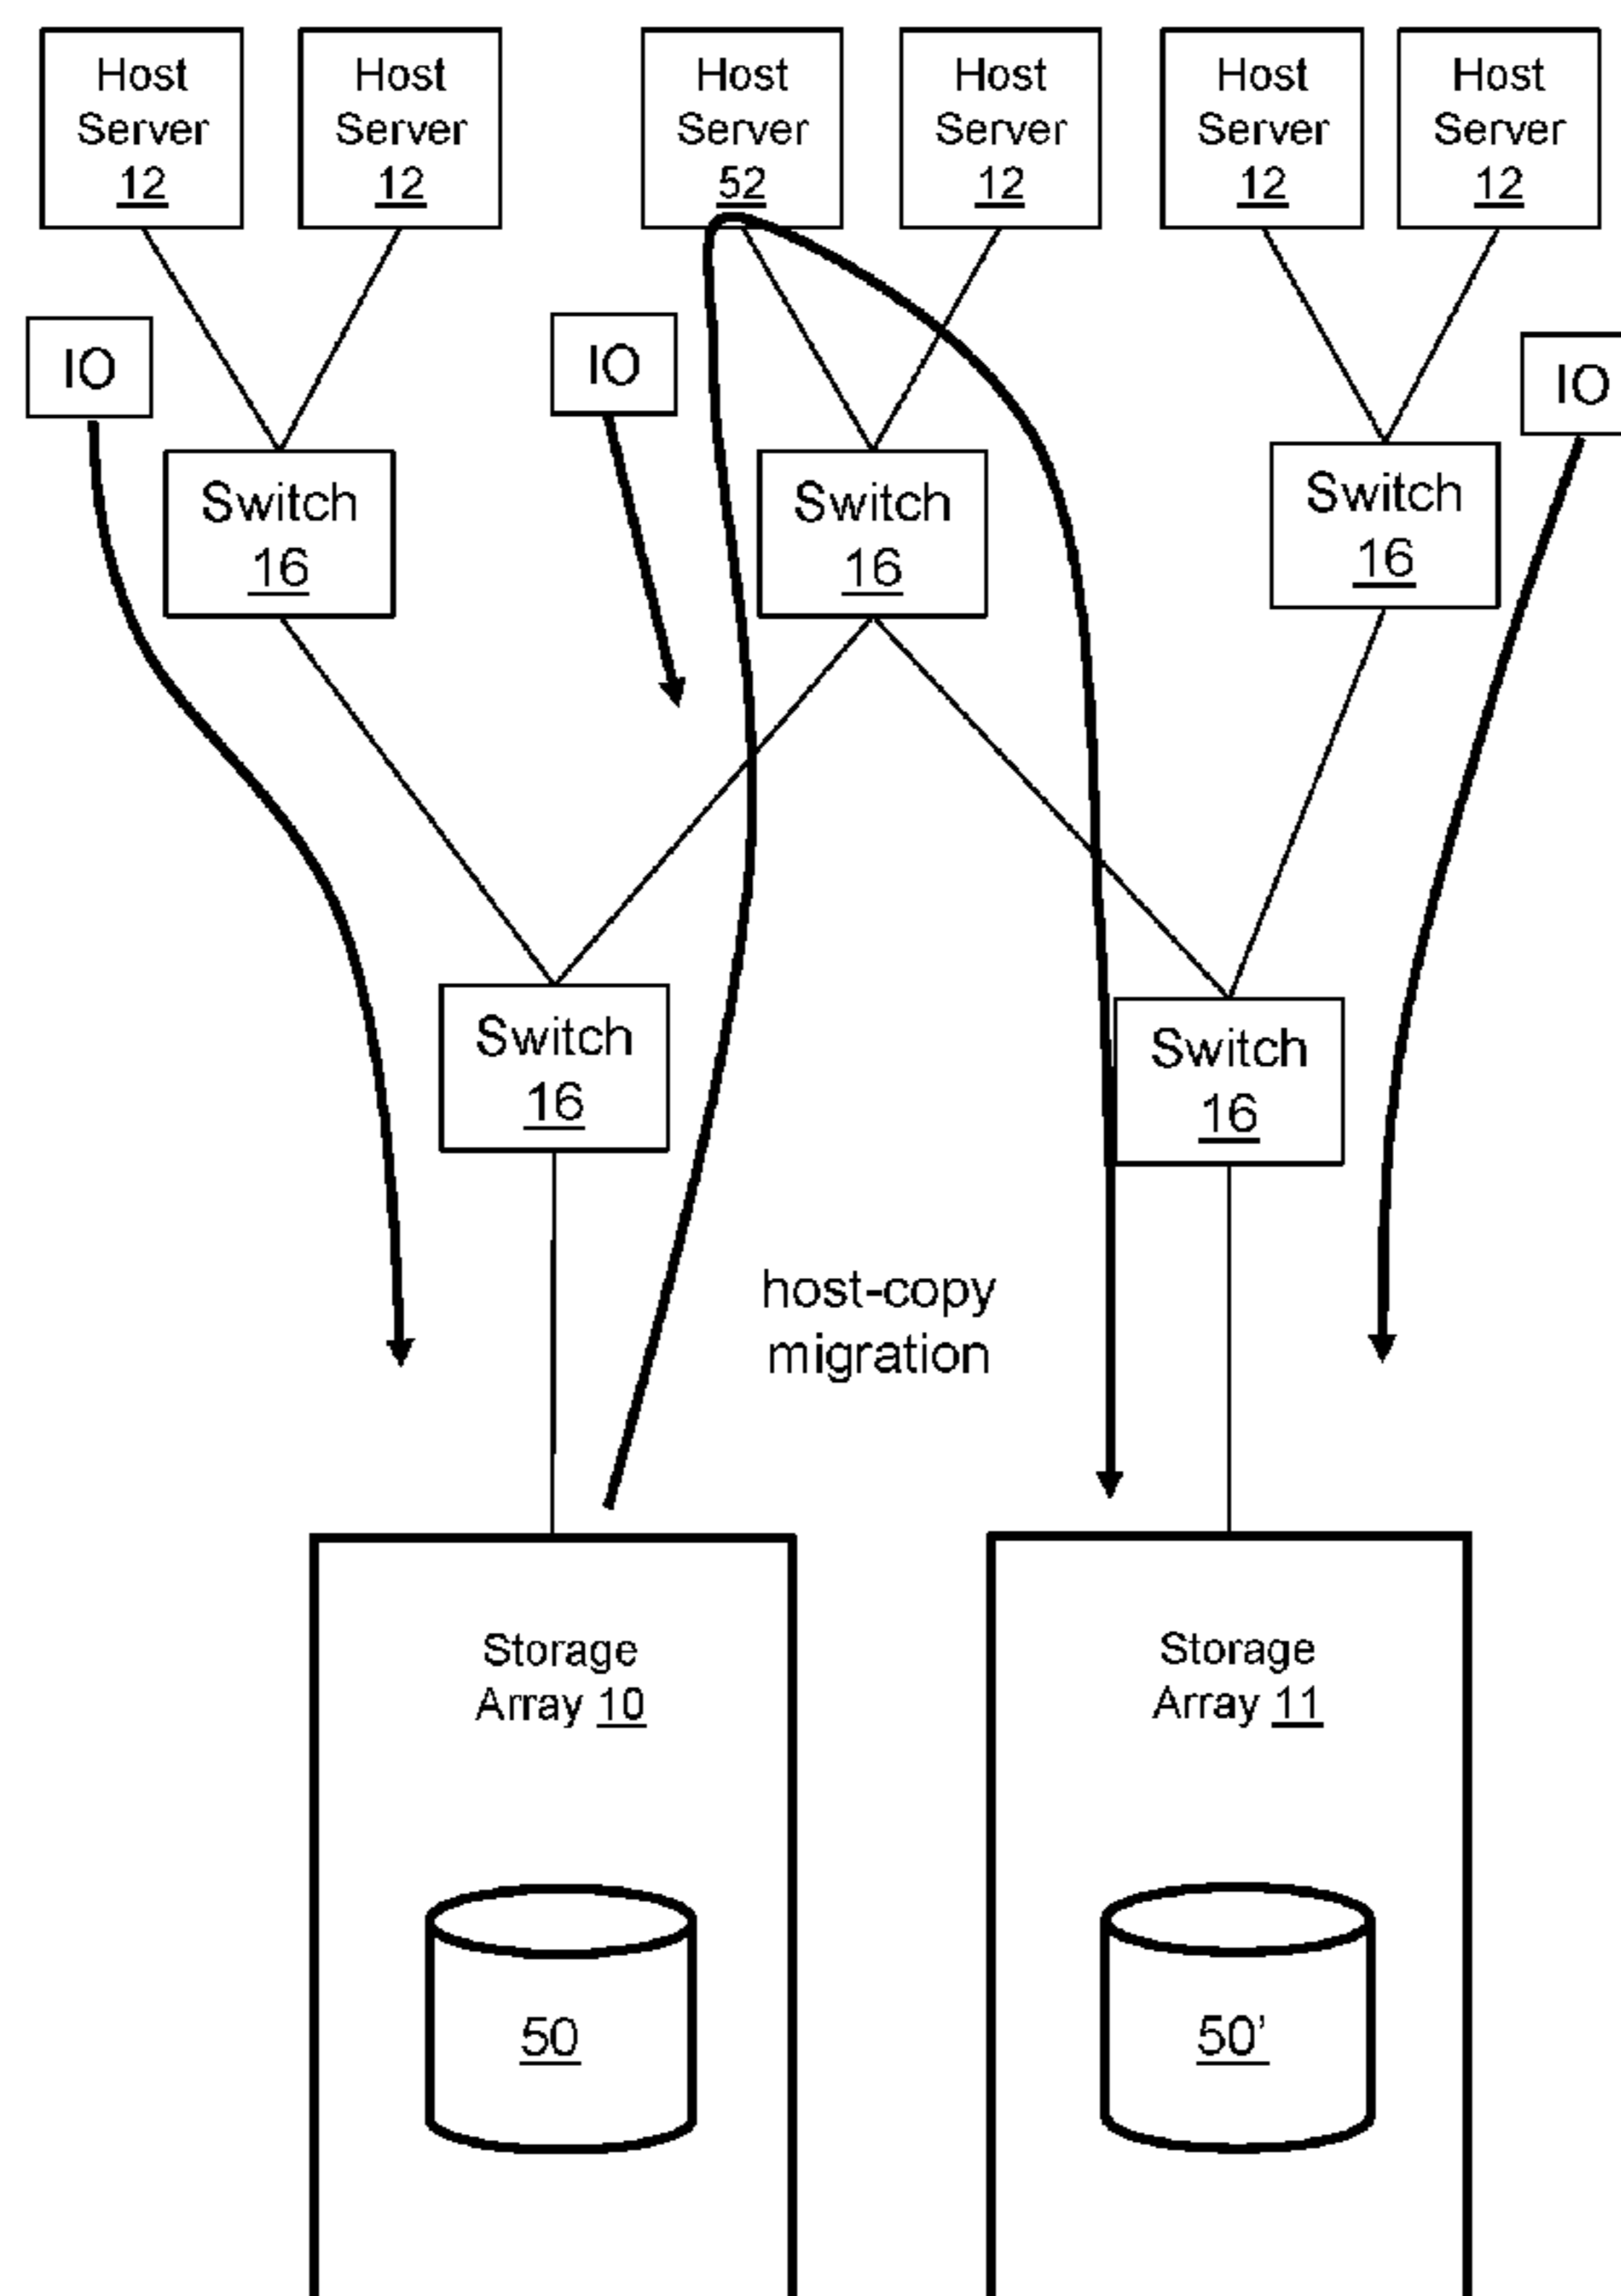 Host
Server
12
Host
Server
12
Host
Server
52
Host
Server
12
Host
Server
12
Host
Server
12
IO
IO
IO
Switch
16
Switch
16
Switch
16
Switch
16
Switch
16
host-copy
migration
Storage
Array 10
Storage
Array 11
50
50'